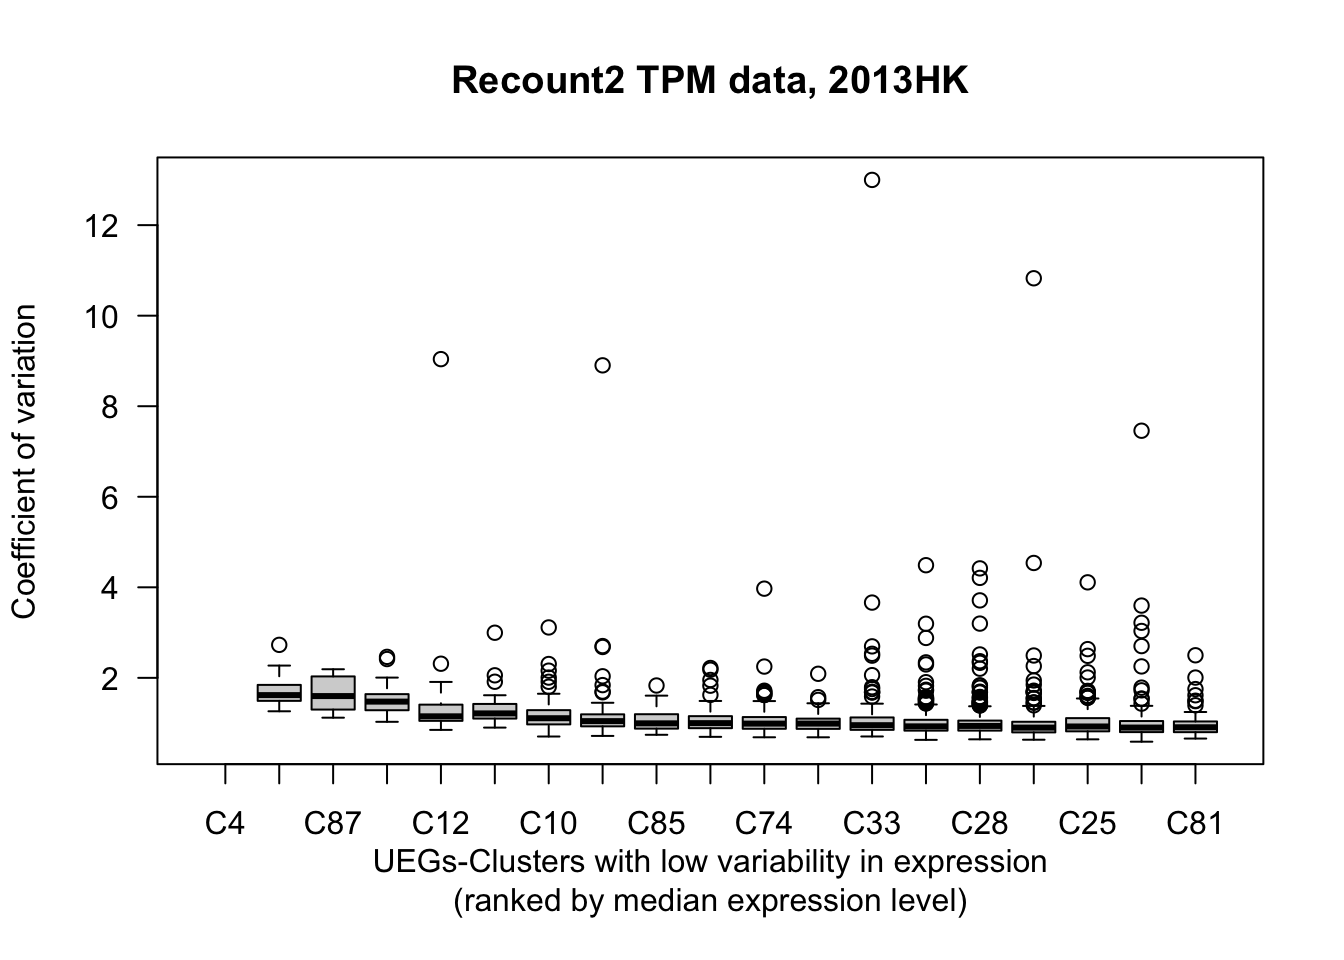 Recount2 TPM data, 2013HK
Coefficient of variation
12
10
8
6
4
2
C4 C87 C12 C10 C85 C74 C33 C28 C25 C81
UEGs-Clusters with low variability in expression
(ranked by median expression level)